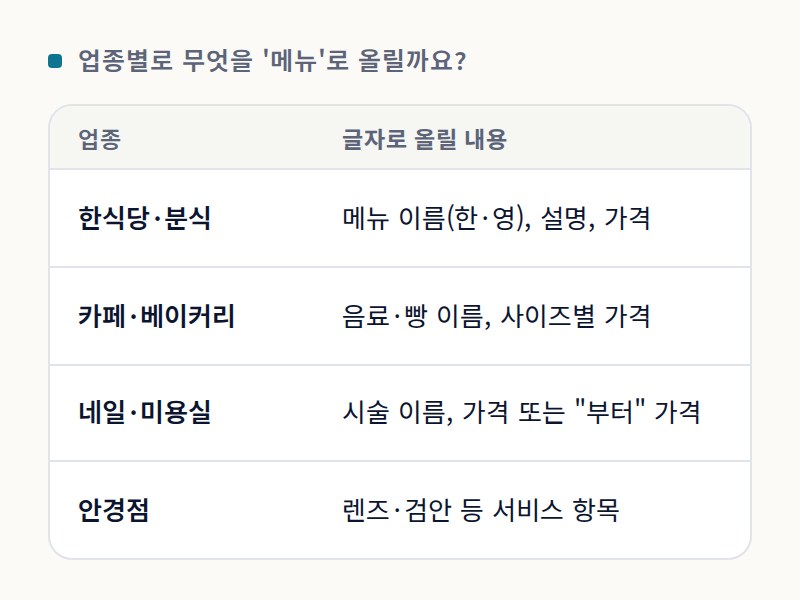 업종별로 무엇을 '메뉴'로 올릴까요?
업종 글자로 올릴 내용
한식당·분식 메뉴 이름(한·영), 설명, 가격
카페·베이커리 음료·빵 이름, 사이즈별 가격
네일·미용실 시술 이름, 가격 또는 "부터" 가격
안경점 렌즈·검안 등 서비스 항목